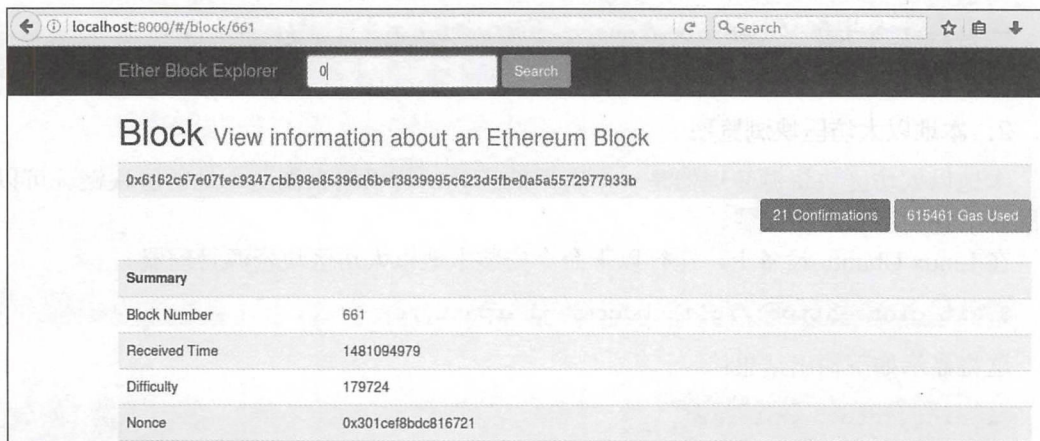 localhost:8000/#/block/661
Search
Ether Block Explorer
0
Search
Block View information about an Ethereum Block
21 Confirmations
615461 Gas Used
Summary
Block Number 661
Received Time 1481094979
Difficulty 179724
Nonce 0x301cef8bdc816721